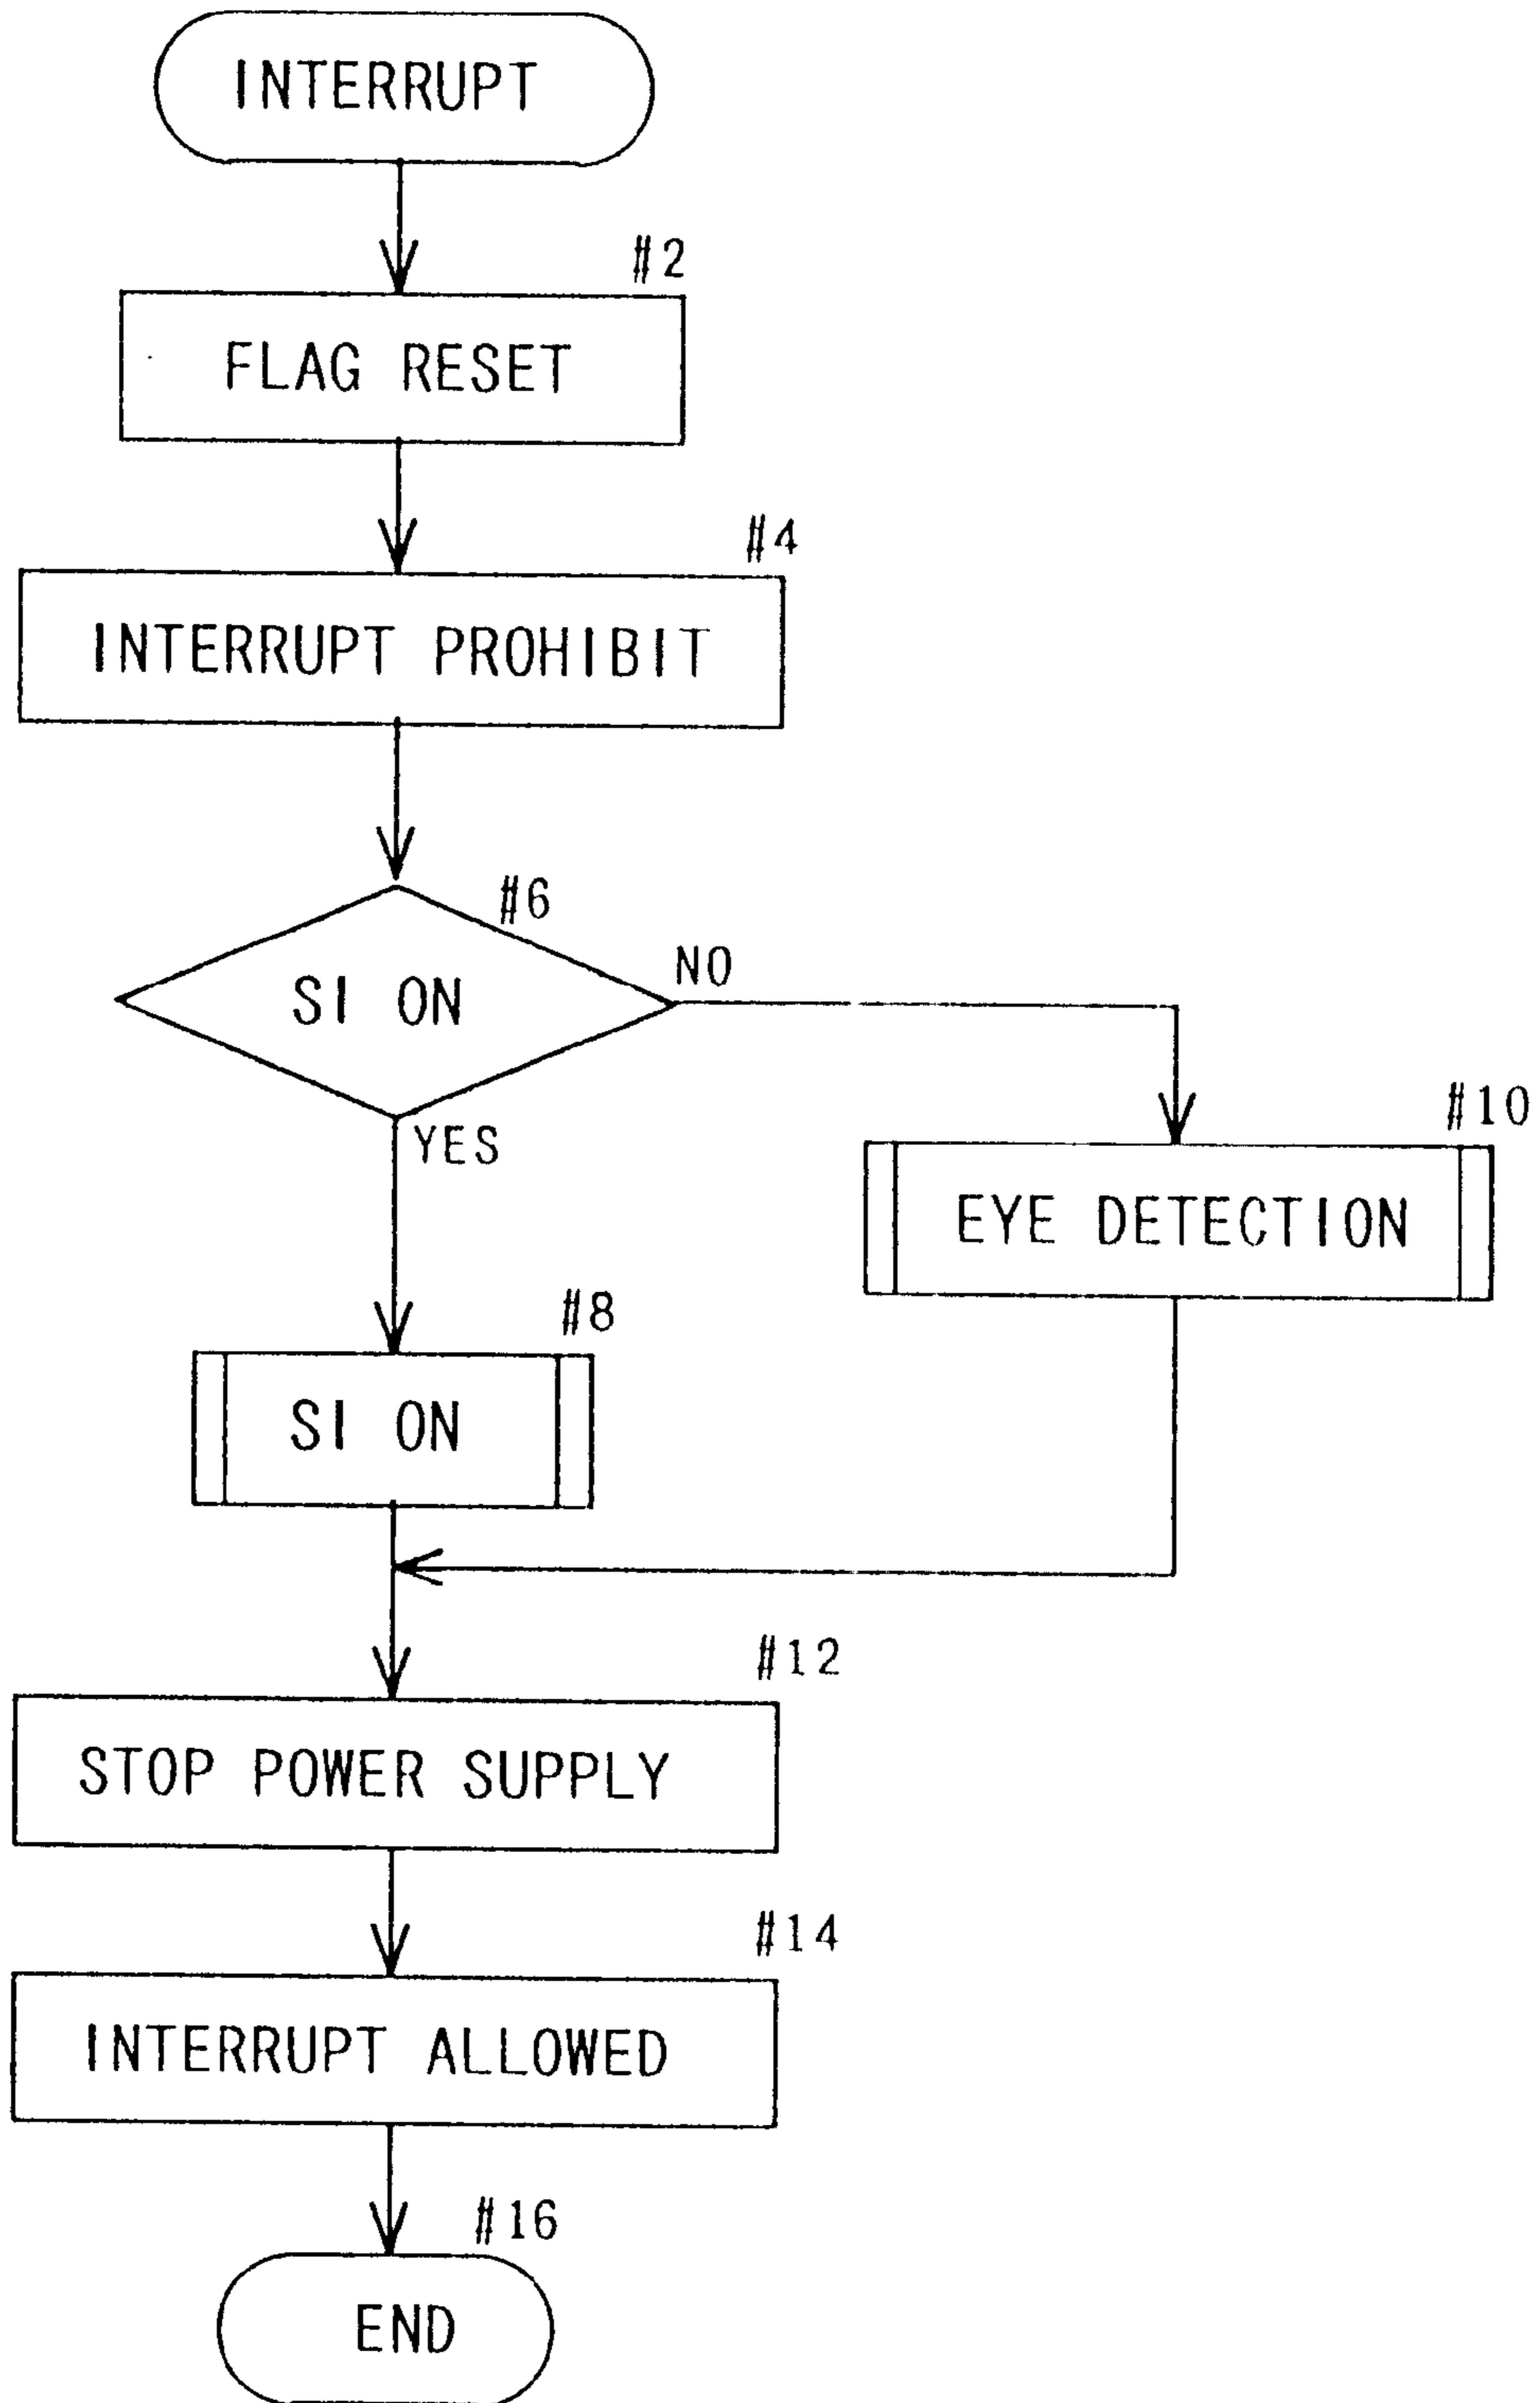 INTERRUPT
#2
FLAG RESET
#4
INTERRUPT PROHIBIT
#6
SI ON
NO
YES
#10
EYE DETECTION
#8
SI ON
#12
STOP POWER SUPPLY
#14
INTERRUPT ALLOWED
#16
END